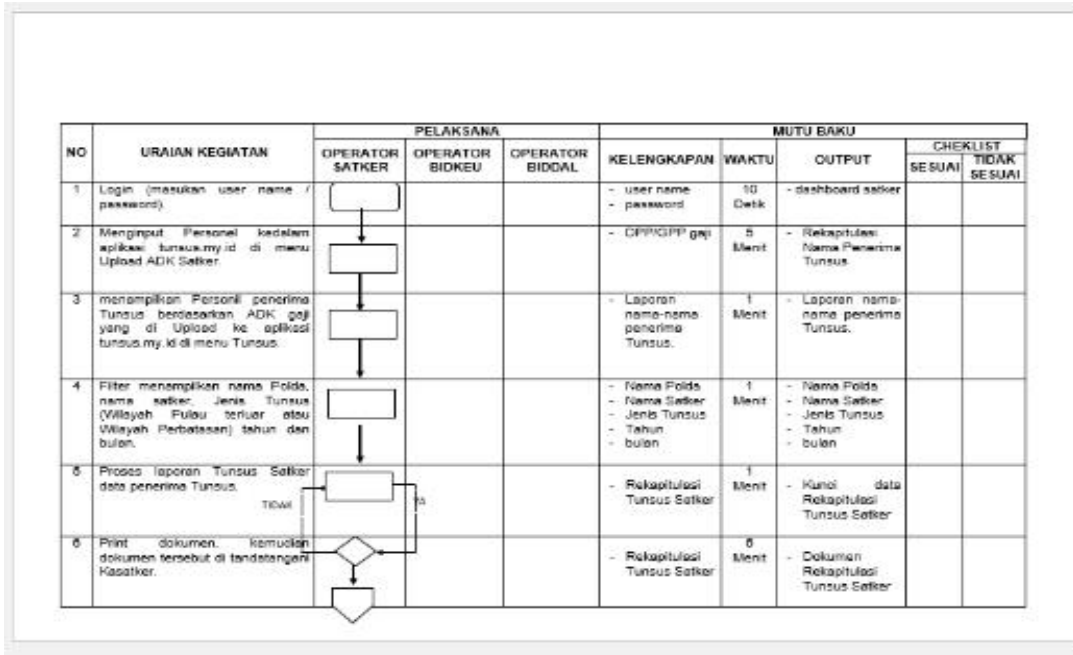 PELAKSANA MUTU BAKU
NO URAIAN KEGIATAN OPERATOR SATKER OPERATOR BIDKEU OPERATOR BIDDAL KELENGKAPAN WAKTU OUTPUT CHEKLIST
SESUAI TIDAK SESUAI
1 Login (masukan user name / - user name 10 - dashboard satker
password). - password Detik
2 Menginput Personel kedalam - DPP/GPP gaji 5 - Rekapitulasi
aplikasi tunsus.my.id di menu Menit Nama Penerima
Upload ADK Satker. Tunsus
3 menampilkan Personil penerima - Laporan 1 - Laporan nama-
Tunsus berdasarkan ADK gaji nama-nama Menit nama penerima
yang di Upload ke aplikasi penerima Tunsus.
tunsus.my.id di menu Tunsus. Tunsus.
4 Filter menampilkan nama Polda, - Nama Polda 1 - Nama Polda
nama satker, Jenis Tunsus - Nama Satker Menit - Nama Satker
(Wilayah Pulau terluar atau - Jenis Tunsus - Jenis Tunsus
Wilayah Perbatasan) tahun dan - Tahun - Tahun
bulan. - bulan - bulan
5 Proses laporan Tunsus Satker 1
data penerima Tunsus. - Rekapitulasi Menit - Kunci data
TIDAK YA Tunsus Satker Rekapitulasi
Tunsus Satker
6 Print dokumen, kemudian
dokumen tersebut di tandatangani - Rekapitulasi Menit - Dokumen
Kasatker. Tunsus Satker Rekapitulasi
Tunsus Satker